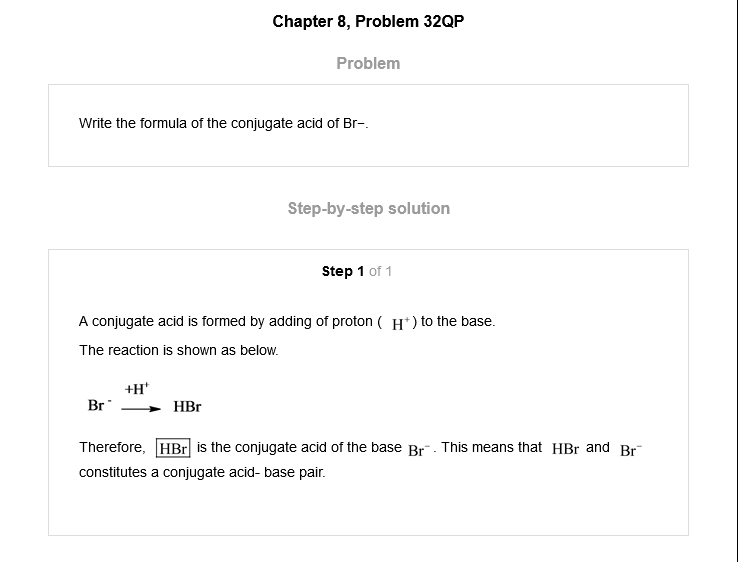 Chapter 8, Problem 32QP
Problem
Write the formula of the conjugate acid of Br−.
Step-by-step solution
Step 1 of 1
A conjugate acid is formed by adding of proton ( H⁺) to the base.
The reaction is shown as below.
+H⁺
Br⁻ ⟶ HBr
Therefore, HBr is the conjugate acid of the base Br⁻. This means that HBr and Br⁻
constitutes a conjugate acid- base pair.